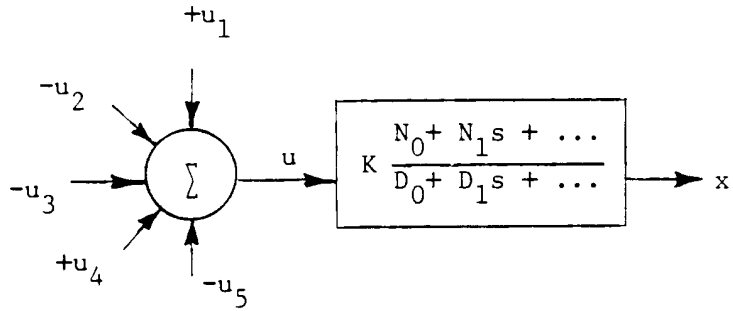 +u₁
-u₂
-u₃
+u₄
-u₅
Σ
u
K
N₀+ N₁s + ...
D₀+ D₁s + ...
x